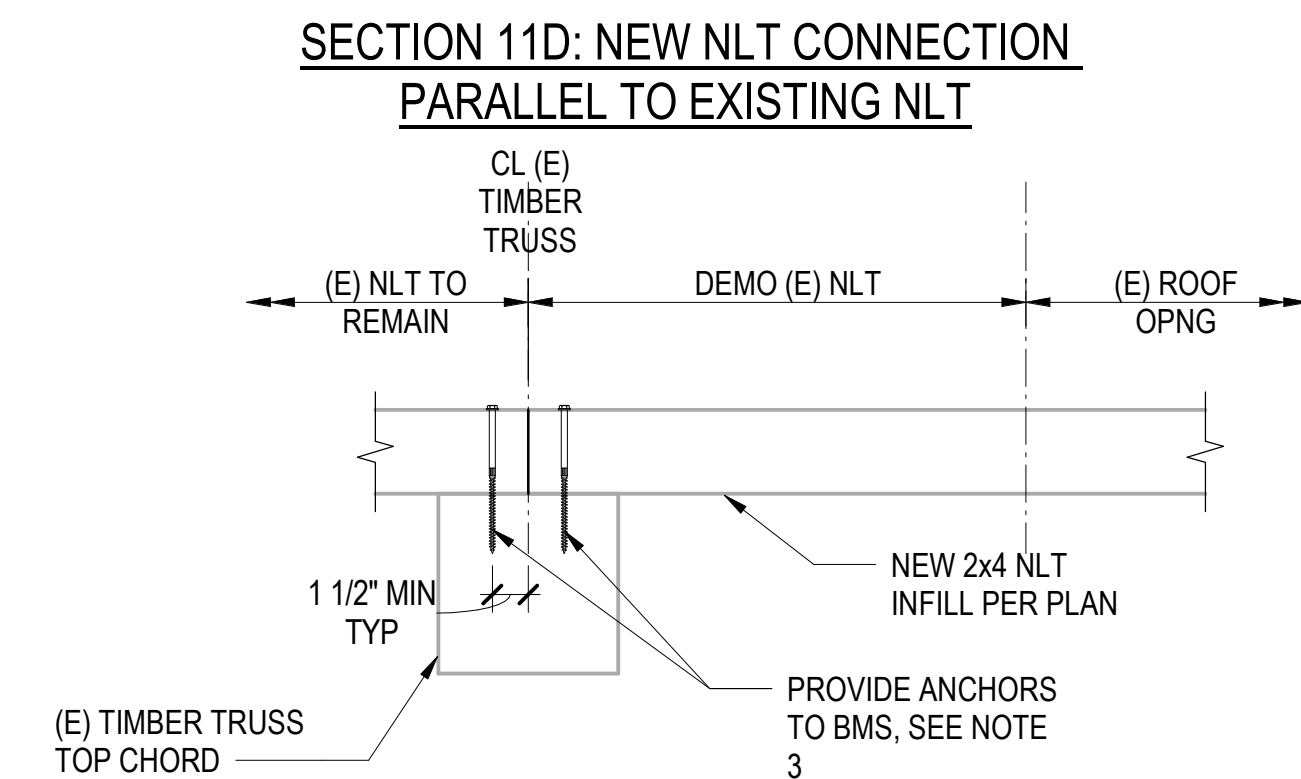 SECTION 11D: NEW NLT CONNECTION
PARALLEL TO EXISTING NLT
CL (E)
TIMBER
TRUSS
(E) NLT TO
REMAIN
DEMO (E) NLT
(E) ROOF
OPNG
1 1/2" MIN
TYP
NEW 2x4 NLT
INFILL PER PLAN
(E) TIMBER TRUSS
TOP CHORD
PROVIDE ANCHORS
TO BMS, SEE NOTE
3